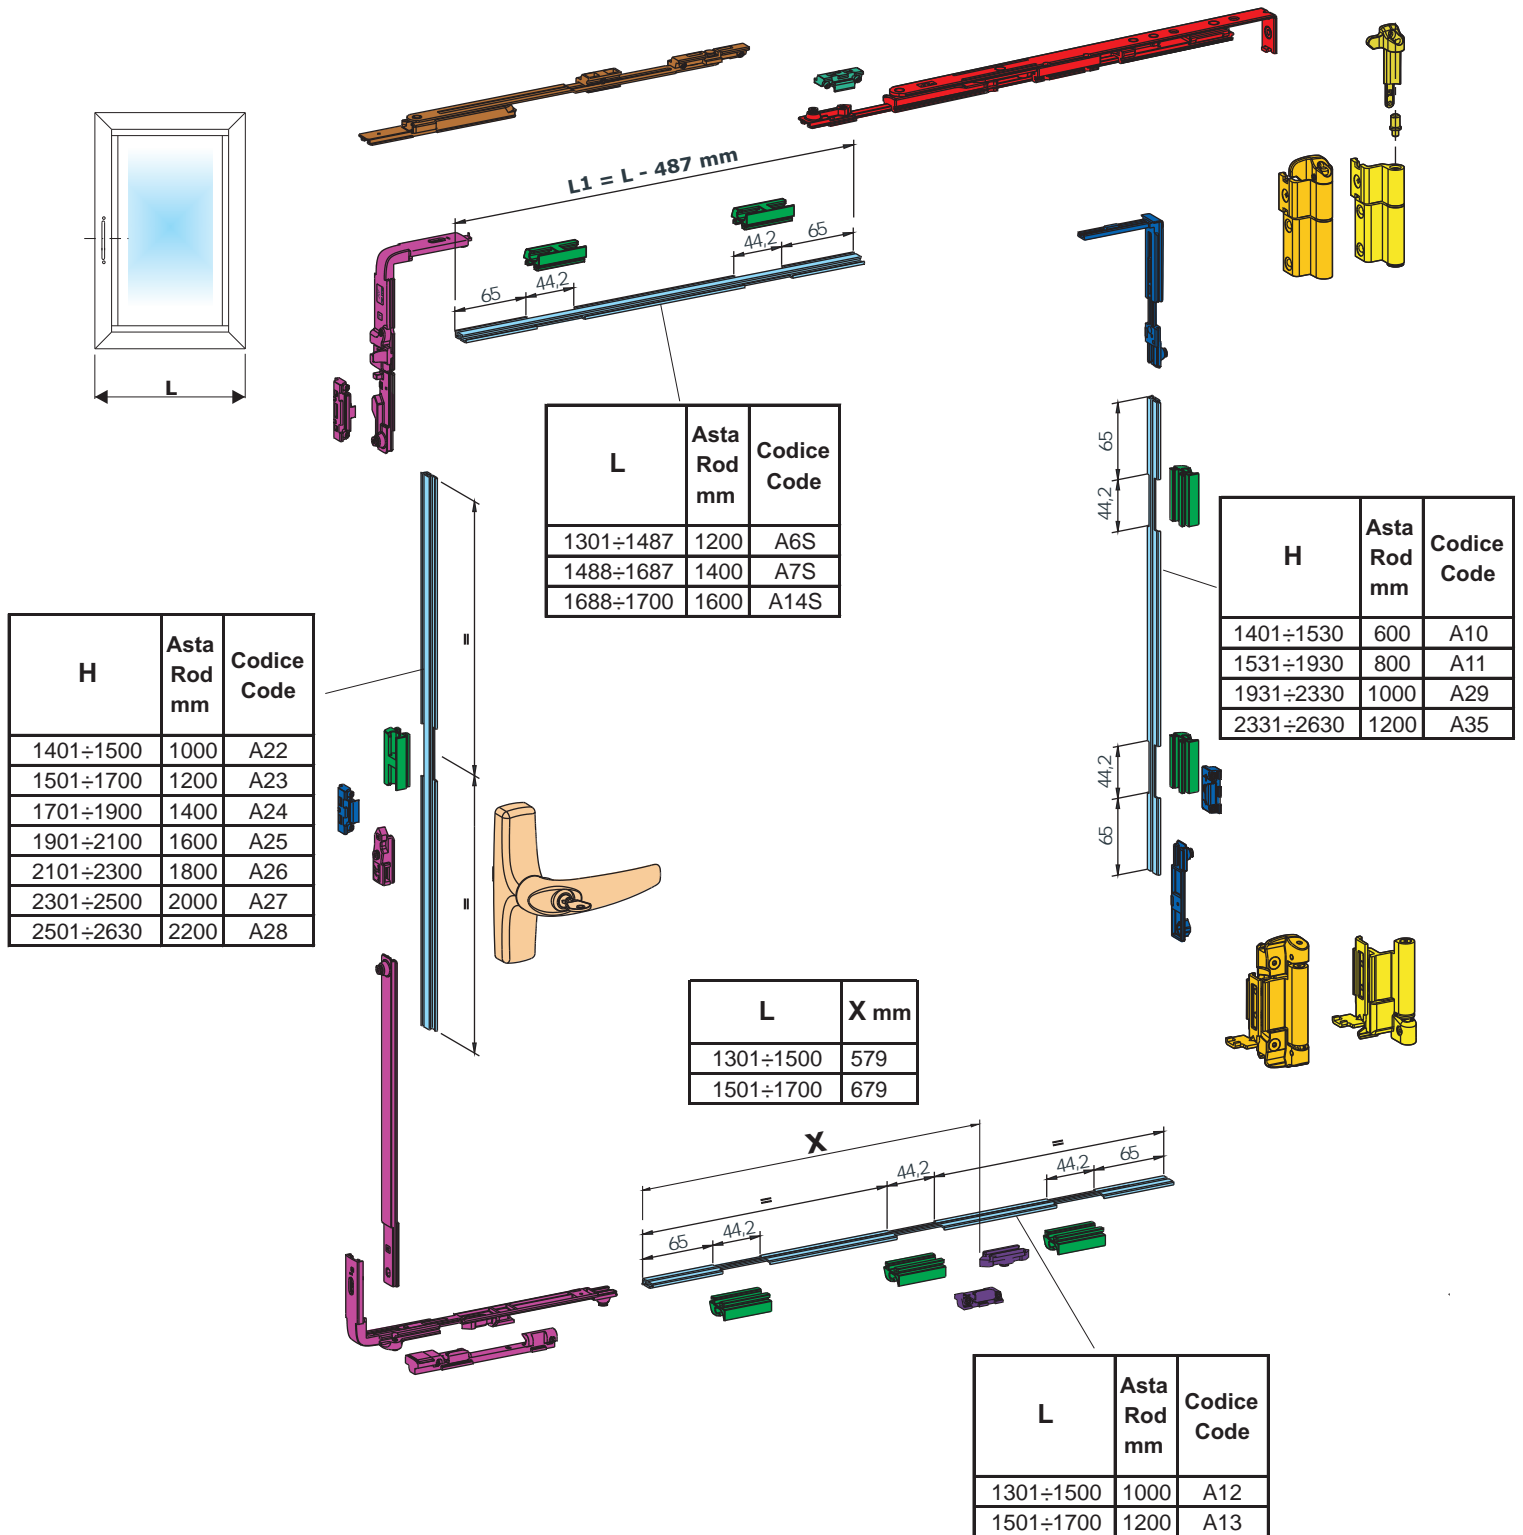 L1 = L - 487 mm
65
44,2
44,2
65
L
L
Asta Rod mm
Codice Code
1301÷1487 1200 A6S
1488÷1687 1400 A7S
1688÷1700 1600 A14S
65
44,2
44,2
65
H
Asta Rod mm
Codice Code
1401÷1530 600 A10
1531÷1930 800 A11
1931÷2330 1000 A29
2331÷2630 1200 A35
H
Asta Rod mm
Codice Code
1401÷1500 1000 A22
1501÷1700 1200 A23
1701÷1900 1400 A24
1901÷2100 1600 A25
2101÷2300 1800 A26
2301÷2500 2000 A27
2501÷2630 2200 A28
=
=
L X mm
1301÷1500 579
1501÷1700 679
X
=
44,2
=
65
44,2
44,2
65
L
Asta Rod mm
Codice Code
1301÷1500 1000 A12
1501÷1700 1200 A13